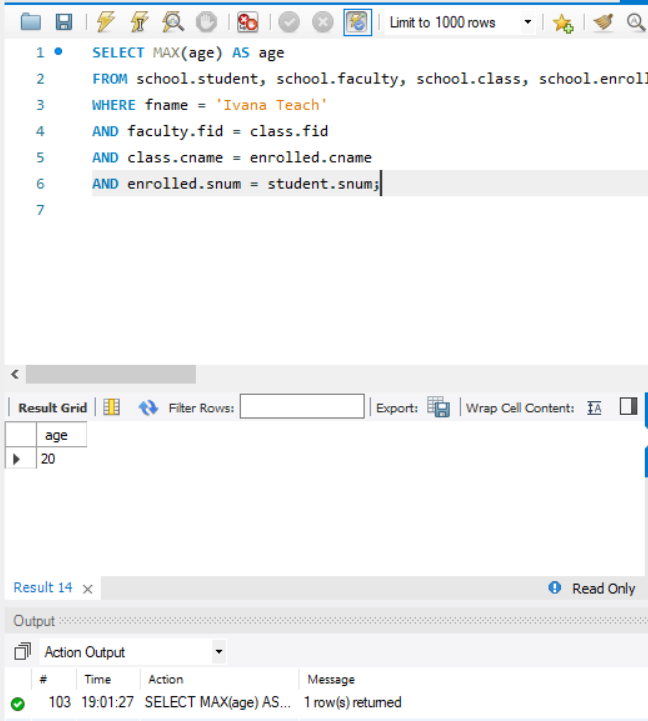 Limit to 1000 rows
1 SELECT MAX(age) AS age
2 FROM school.student, school.faculty, school.class, school.enroll
3 WHERE fname = 'Ivana Teach'
4 AND faculty.fid = class.fid
5 AND class.cname = enrolled.cname
6 AND enrolled.snum = student.snum;
7
Result Grid Filter Rows: Export: Wrap Cell Content: IA
age
20
Result 14 × Read Only
Output
Action Output
# Time Action Message
103 19:01:27 SELECT MAX(age) AS... 1 row(s) returned